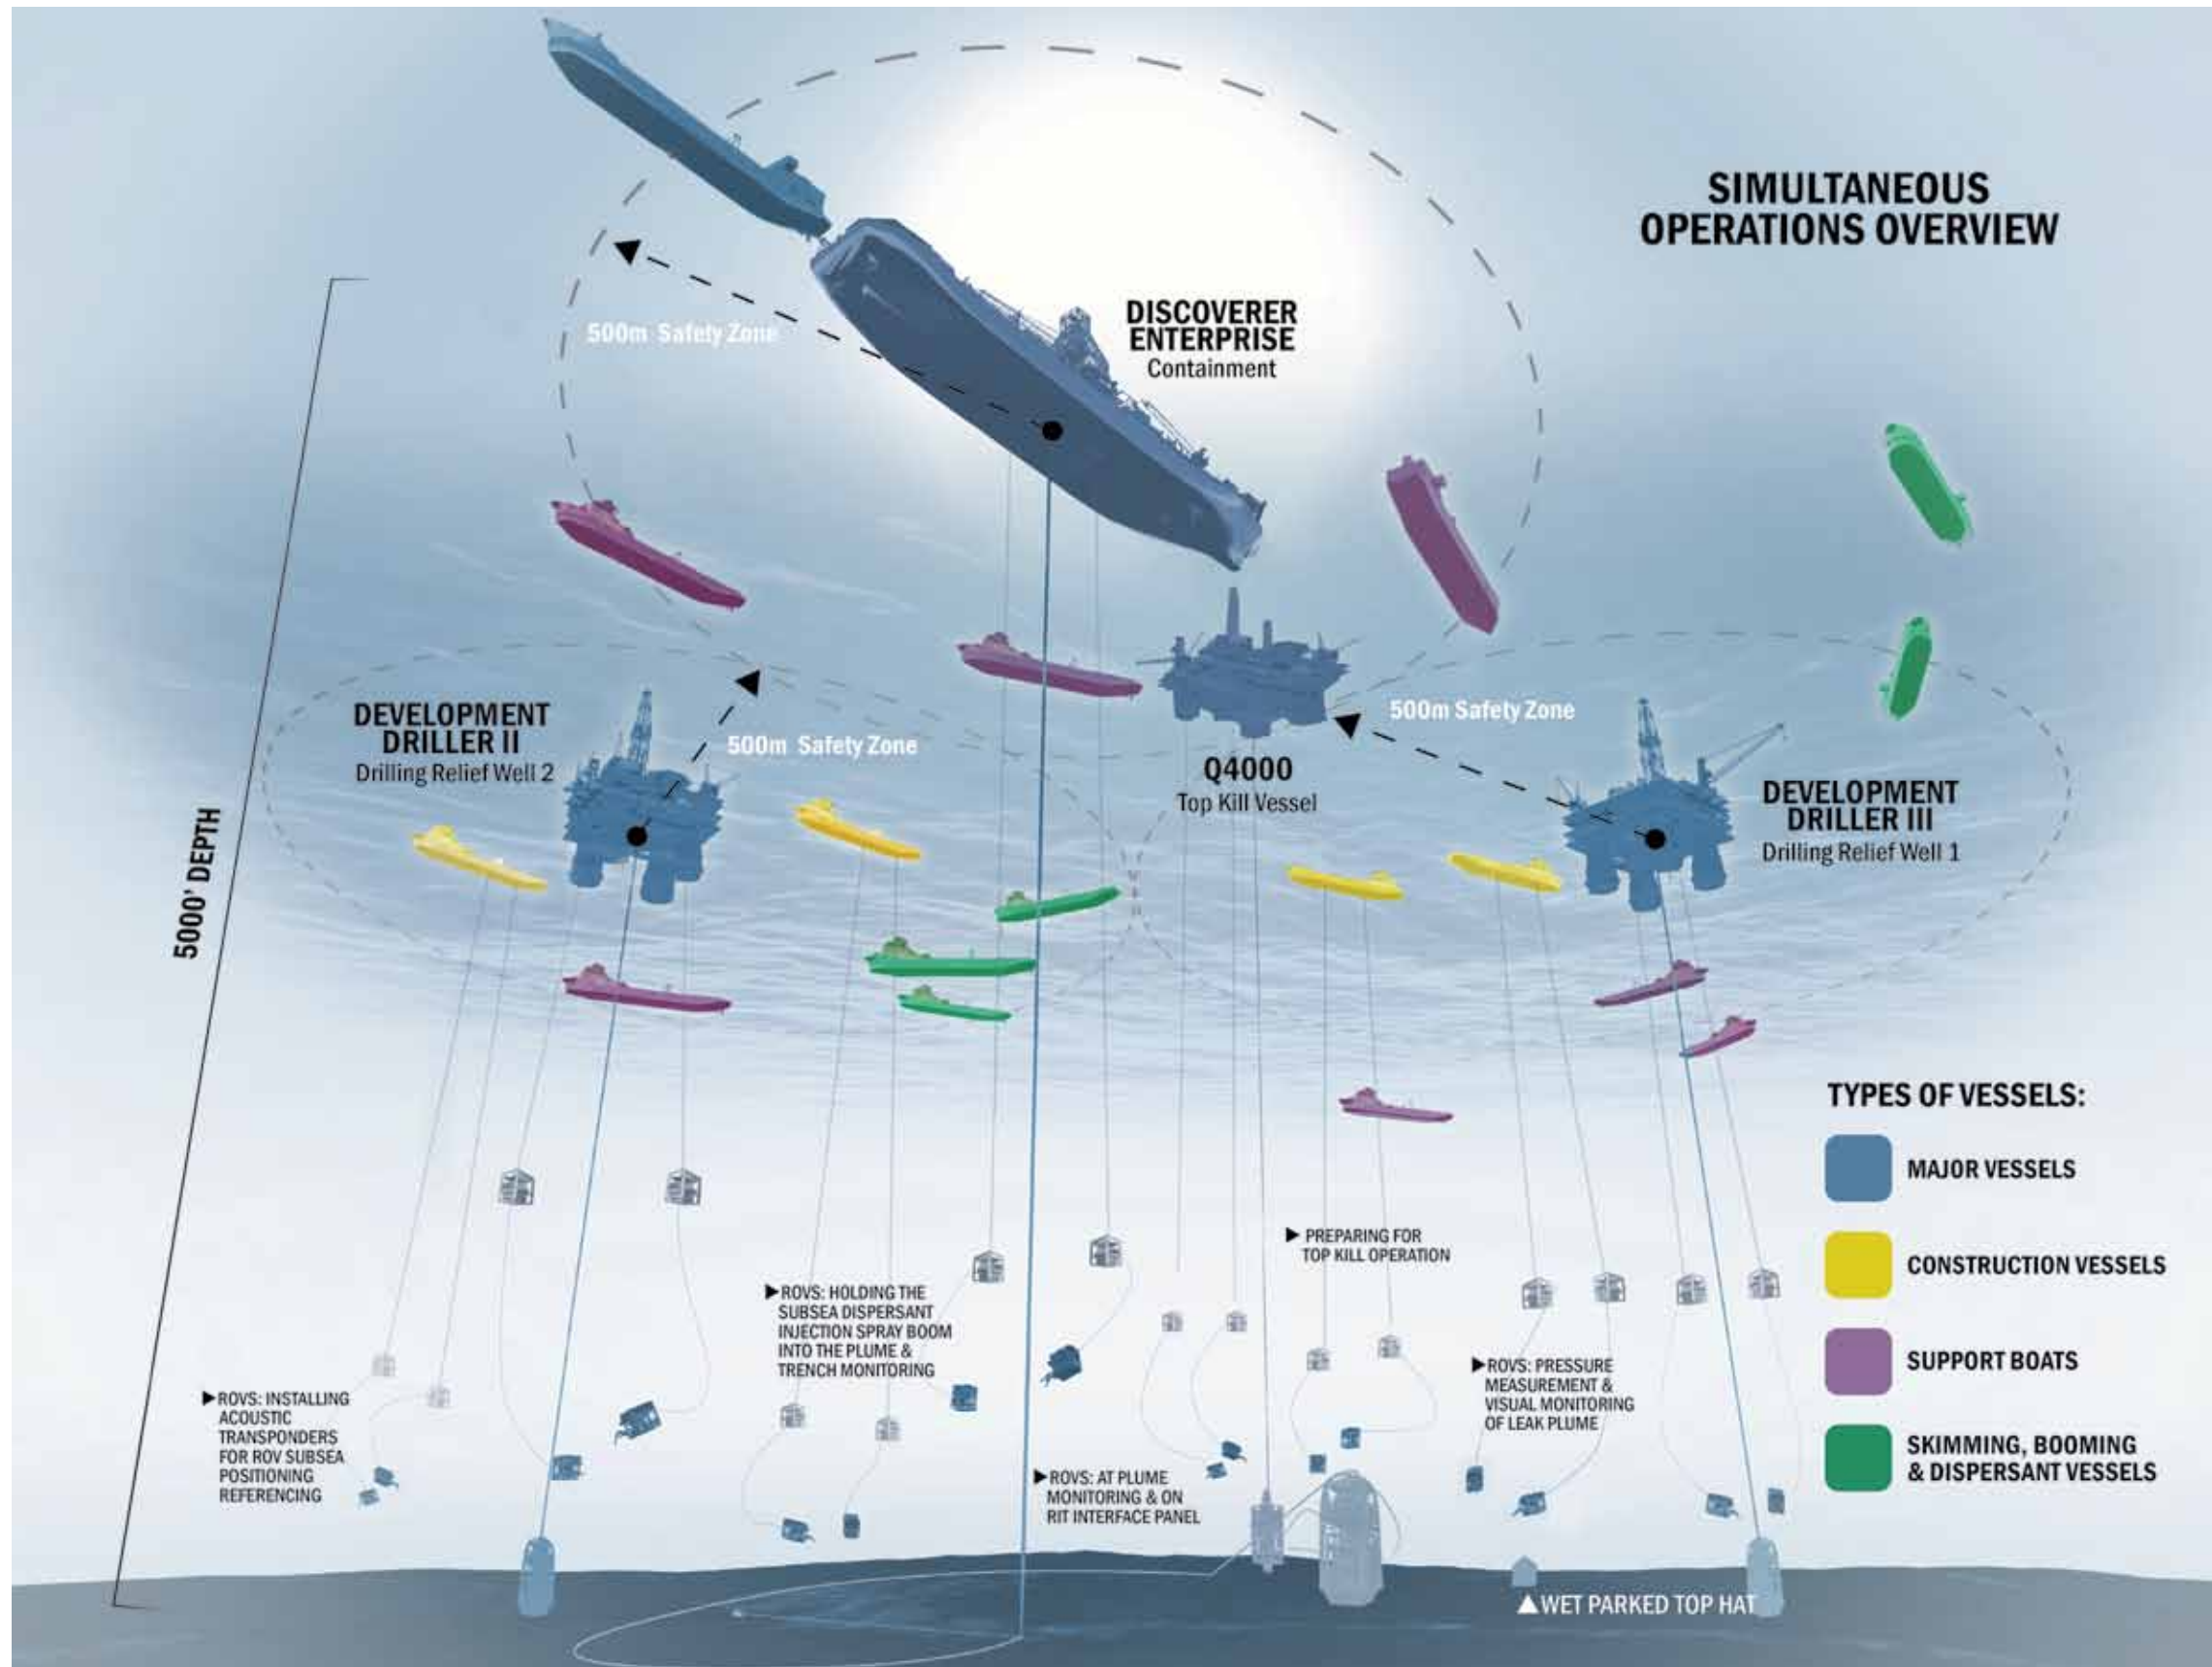 SIMULTANEOUS
OPERATIONS OVERVIEW
DISCOVERER
ENTERPRISE
Containment
500m Safety Zone
DEVELOPMENT
DRILLER II
Drilling Relief Well 2
500m Safety Zone
500m Safety Zone
Q4000
Top Kill Vessel
DEVELOPMENT
DRILLER III
Drilling Relief Well 1
5000' DEPTH
▶ROVS: INSTALLING
ACOUSTIC
TRANSPONDERS
FOR ROV SUBSEA
POSITIONING
REFERENCING
▶ROVS: HOLDING THE
SUBSEA DISPERSANT
INJECTION SPRAY BOOM
INTO THE PLUME &
TRENCH MONITORING
▶ROVS: AT PLUME
MONITORING & ON
RIT INTERFACE PANEL
▶ PREPARING FOR
TOP KILL OPERATION
▶ROVS: PRESSURE
MEASUREMENT &
VISUAL MONITORING
OF LEAK PLUME
▲WET PARKED TOP HAT
TYPES OF VESSELS:
MAJOR VESSELS
CONSTRUCTION VESSELS
SUPPORT BOATS
SKIMMING, BOOMING
& DISPERSANT VESSELS